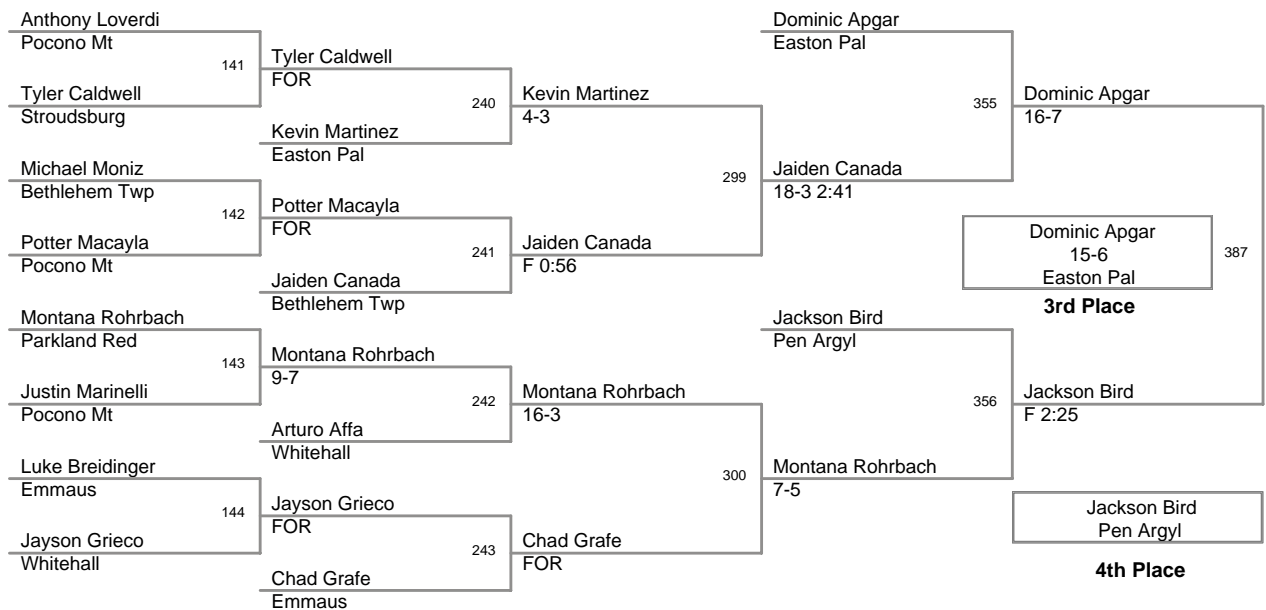 Anthony Loverdi
Pocono Mt
141
Tyler Caldwell
Stroudsburg
Tyler Caldwell
FOR
240
Kevin Martinez
Easton Pal
Kevin Martinez
4-3
Michael Moniz
Bethlehem Twp
142
Potter Macayla
Pocono Mt
Potter Macayla
FOR
241
Jaiden Canada
Bethlehem Twp
Jaiden Canada
F 0:56
299
Dominic Apgar
Easton Pal
355
Jaiden Canada
18-3 2:41
Dominic Apgar
16-7
Montana Rohrbach
Parkland Red
143
Justin Marinelli
Pocono Mt
Montana Rohrbach
9-7
242
Arturo Affa
Whitehall
Montana Rohrbach
16-3
Luke Breidinger
Emmaus
144
Jayson Grieco
Whitehall
Jayson Grieco
FOR
243
Chad Grafe
Emmaus
Chad Grafe
FOR
300
Jackson Bird
Pen Argyl
356
Montana Rohrbach
7-5
Jackson Bird
F 2:25
387
Dominic Apgar
15-6
Easton Pal
3rd Place
Jackson Bird
Pen Argyl
4th Place